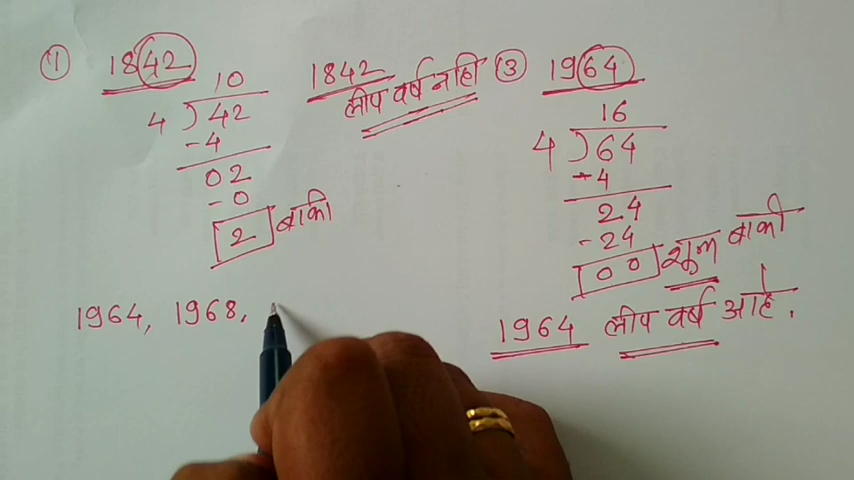 ① 1842
10
4 ) 42
- 4
02
- 0
2 बाकी
1842
लीप वर्ष नाही
③ 1964
16
4 ) 64
- 4
24
- 24
00 शून्य बाकी
1964 लीप वर्ष आहे.
1964, 1968,